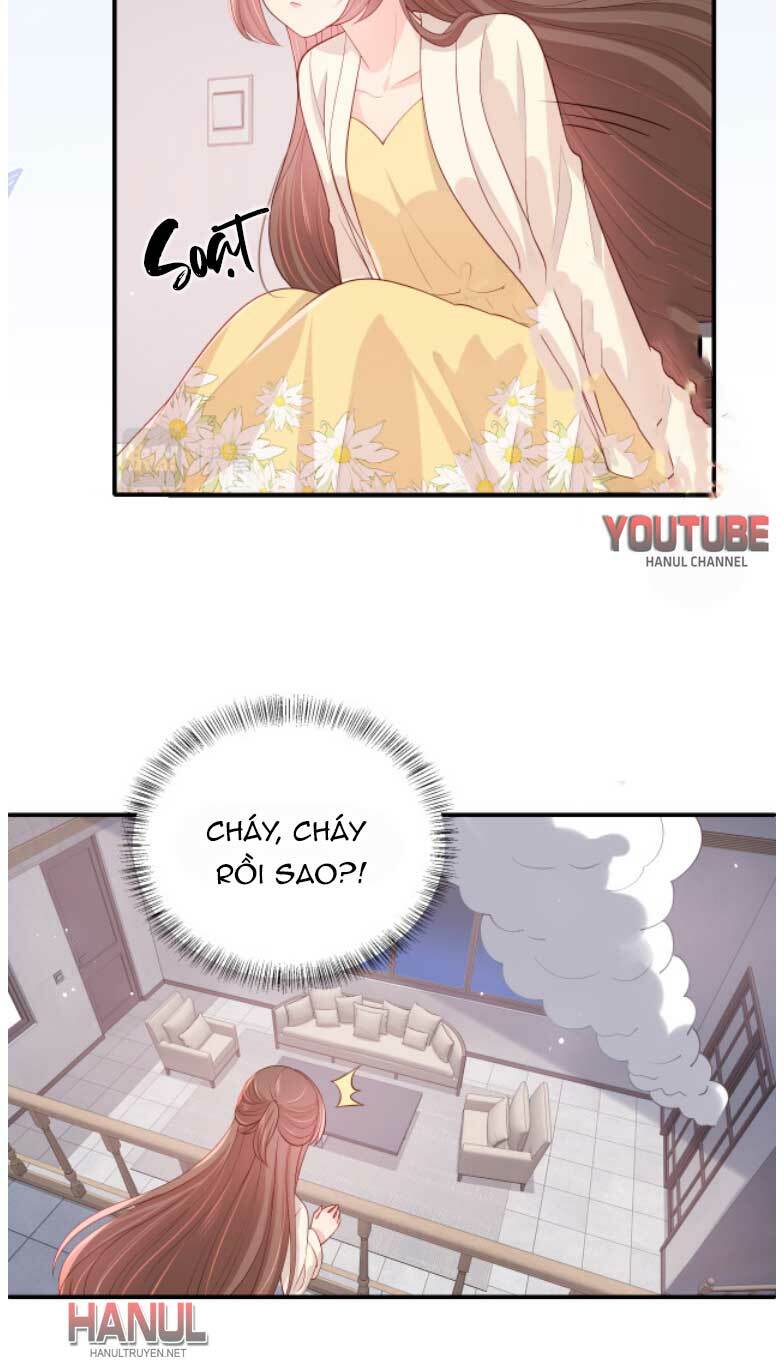 Soạt
YOUTUBE
HANUL CHANNEL
CHÁY, CHÁY
RỒI SAO?!
HANUL
HANULTRUYEN.NET